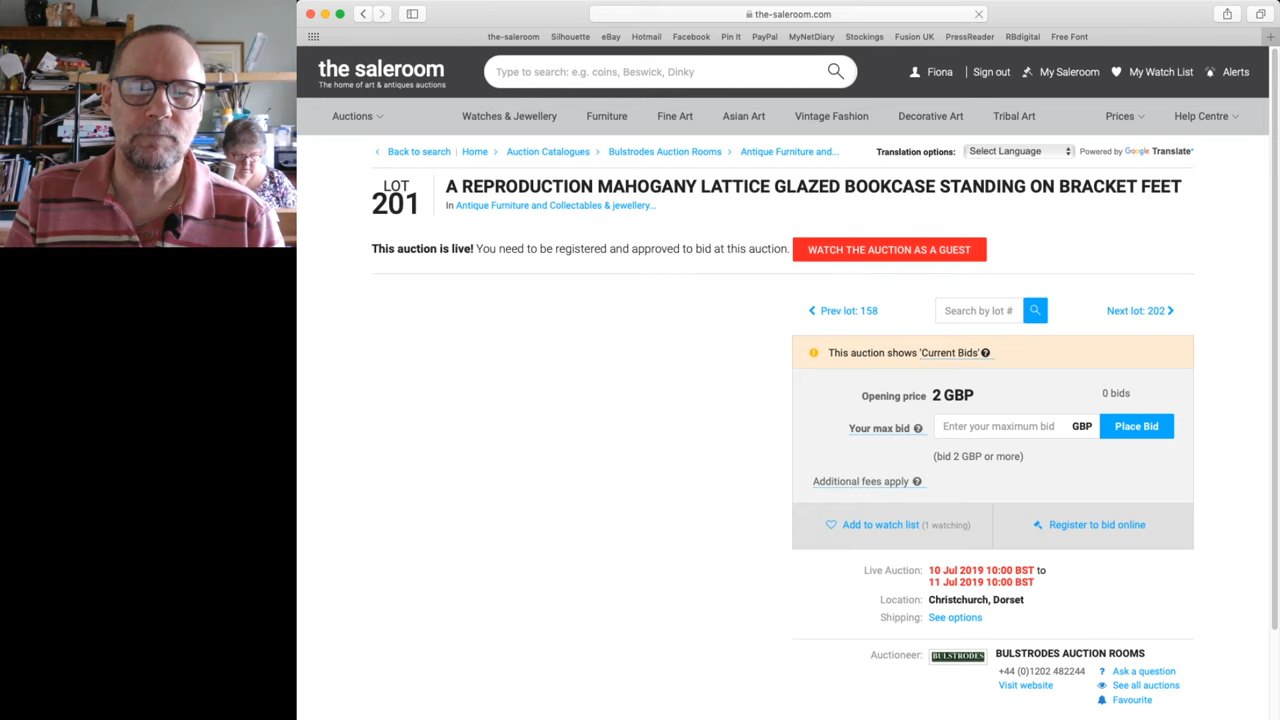 the-saleroom.com
the-saleroom Silhouette eBay Hotmail Facebook Pin It PayPal MyNetDiary Stockings Fusion UK PressReader RBdigital Free Font
the saleroom
The home of art & antiques auctions
Type to search: e.g. coins, Beswick, Dinky
Fiona | Sign out My Saleroom My Watch List Alerts
Auctions Watches & Jewellery Furniture Fine Art Asian Art Vintage Fashion Decorative Art Tribal Art Prices Help Centre
< Back to search | Home > Auction Catalogues > Bulstrodes Auction Rooms > Antique Furniture and... Translation options: Select Language Powered by Google Translate
LOT
201
A REPRODUCTION MAHOGANY LATTICE GLAZED BOOKCASE STANDING ON BRACKET FEET
In Antique Furniture and Collectables & jewellery...
This auction is live! You need to be registered and approved to bid at this auction. WATCH THE AUCTION AS A GUEST
Prev lot: 158 Search by lot # Next lot: 202
This auction shows 'Current Bids'
Opening price 2 GBP 0 bids
Your max bid Enter your maximum bid GBP Place Bid
(bid 2 GBP or more)
Additional fees apply
Add to watch list (1 watching) Register to bid online
Live Auction: 10 Jul 2019 10:00 BST to
11 Jul 2019 10:00 BST
Location: Christchurch, Dorset
Shipping: See options
Auctioneer: BULSTRODES BULSTRODES AUCTION ROOMS
+44 (0)1202 482244 ? Ask a question
Visit website See all auctions
Favourite